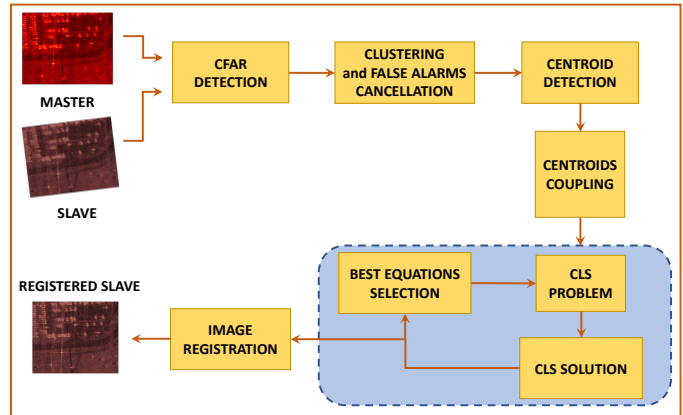 MASTER
SLAVE
CFAR
DETECTION
CLUSTERING
and FALSE ALARMS
CANCELLATION
CENTROID
DETECTION
CENTROIDS
COUPLING
BEST EQUATIONS
SELECTION
CLS
PROBLEM
CLS SOLUTION
IMAGE
REGISTRATION
REGISTERED SLAVE